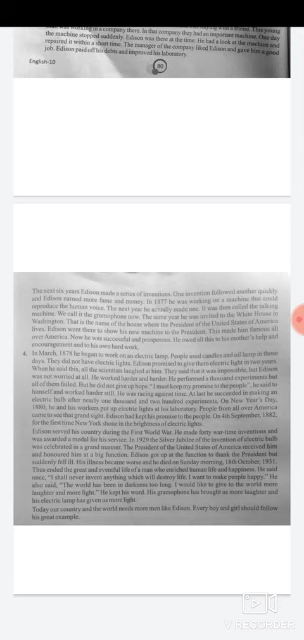 working in a company there. In that company they had an important machine. One day
the machine stopped suddenly. Edison was there at the time. He had a look at the machine and
repaired it within a short time. The manager of the company liked Edison and gave him a good
job. Edison paid off his debts and improved his laboratory.
English-10
80
The next six years Edison made a series of inventions. One invention followed another quickly
and Edison earned more fame and money. In 1877 he was working on a machine that could
reproduce the human voice. The next year he actually made one. It was then called the talking
machine. We call it the gramophone now. The same year he was invited to the White House in
Washington. That is the name of the house where the President of the United States of America
lives. Edison went there to show his new machine to the President. This made him famous all
over America. Now he was successful and prosperous. He owed all this to his mother's help and
encouragement and to his own hard work.
4. In March, 1878 he began to work on an electric lamp. People used candles and oil lamp in those
days. They did not have electric lights. Edison promised to give them electric light in two years.
When he said this, all the scientists laughed at him. They said that it was impossible, but Edison
was not worried at all. He worked harder and harder. He performed a thousand experiments but
all of them failed. But he did not give up hope. "I must keep my promise to the people", he said to
himself and worked harder still. He was racing against time. At last he succeeded in making an
electric bulb after nearly one thousand and two hundred experiments. On New Year's Day,
1880, he and his workers put up electric lights at his laboratory. People from all over America
came to see that grand sight. Edison had kept his promise to the people. On 4th September, 1882,
for the first time New York shone in the brightness of electric lights.
Edison served his country during the First World War. He made forty war-time inventions and
was awarded a medal for his service. In 1929 the Silver Jubilee of the invention of electric bulb
was celebrated in a grand manner. The President of the United States of America received him
and honoured him at a big function. Edison got up at the function to thank the President but
suddenly fell ill. His illness became worse and he died on Sunday morning, 18th October, 1931.
Thus ended the great and eventful life of a man who enriched human life and happiness. He said
once, "I shall never invent anything which will destroy life. I want to make people happy." He
also said, "The world has been in darkness too long. I would like to give to the world more
laughter and more light." He kept his word. His gramophone has brought us more laughter and
his electric lamp has given us more light.
Today our country and the world needs more men like Edison. Every boy and girl should follow
his great example.
V RECORDER